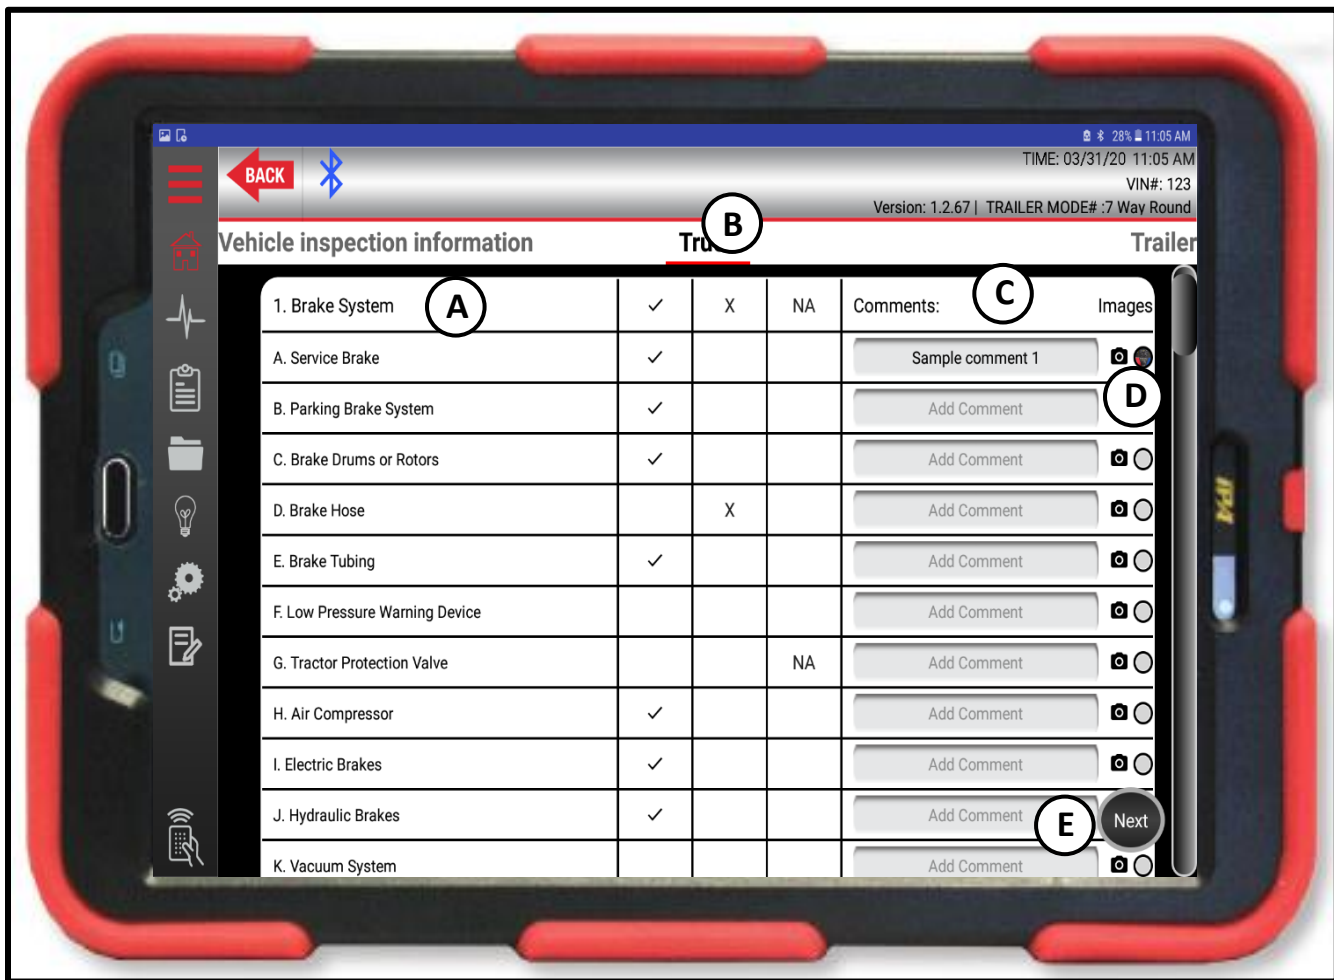 28% 11:05 AM
BACK
TIME: 03/31/20 11:05 AM
VIN#: 123
Version: 1.2.67 | TRAILER MODE# :7 Way Round
B
Vehicle inspection information
Trailer
1. Brake System A ✓ X NA Comments: C Images
A. Service Brake ✓ Sample comment 1
B. Parking Brake System ✓ Add Comment D
C. Brake Drums or Rotors ✓ Add Comment
D. Brake Hose X Add Comment
E. Brake Tubing ✓ Add Comment
F. Low Pressure Warning Device Add Comment
G. Tractor Protection Valve NA Add Comment
H. Air Compressor ✓ Add Comment
I. Electric Brakes ✓ Add Comment
J. Hydraulic Brakes ✓ Add Comment E Next
K. Vacuum System Add Comment